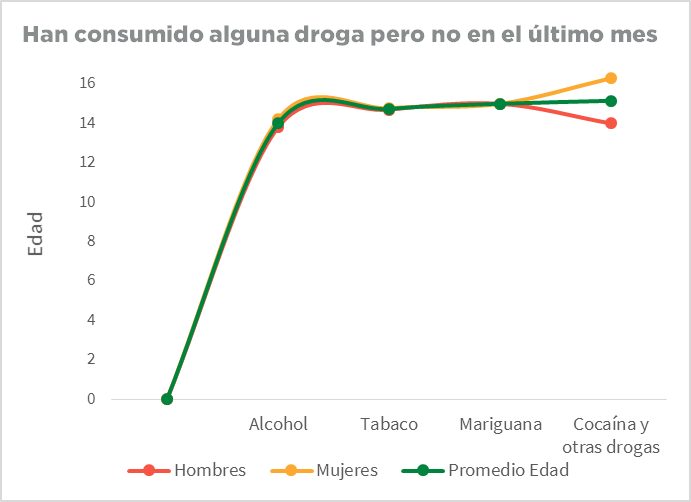 Han consumido alguna droga pero no en el último mes
16
14
12
10
8
6
4
2
0
Edad
Alcohol
Tabaco
Mariguana
Cocaína y
otras drogas
Hombres
Mujeres
Promedio Edad